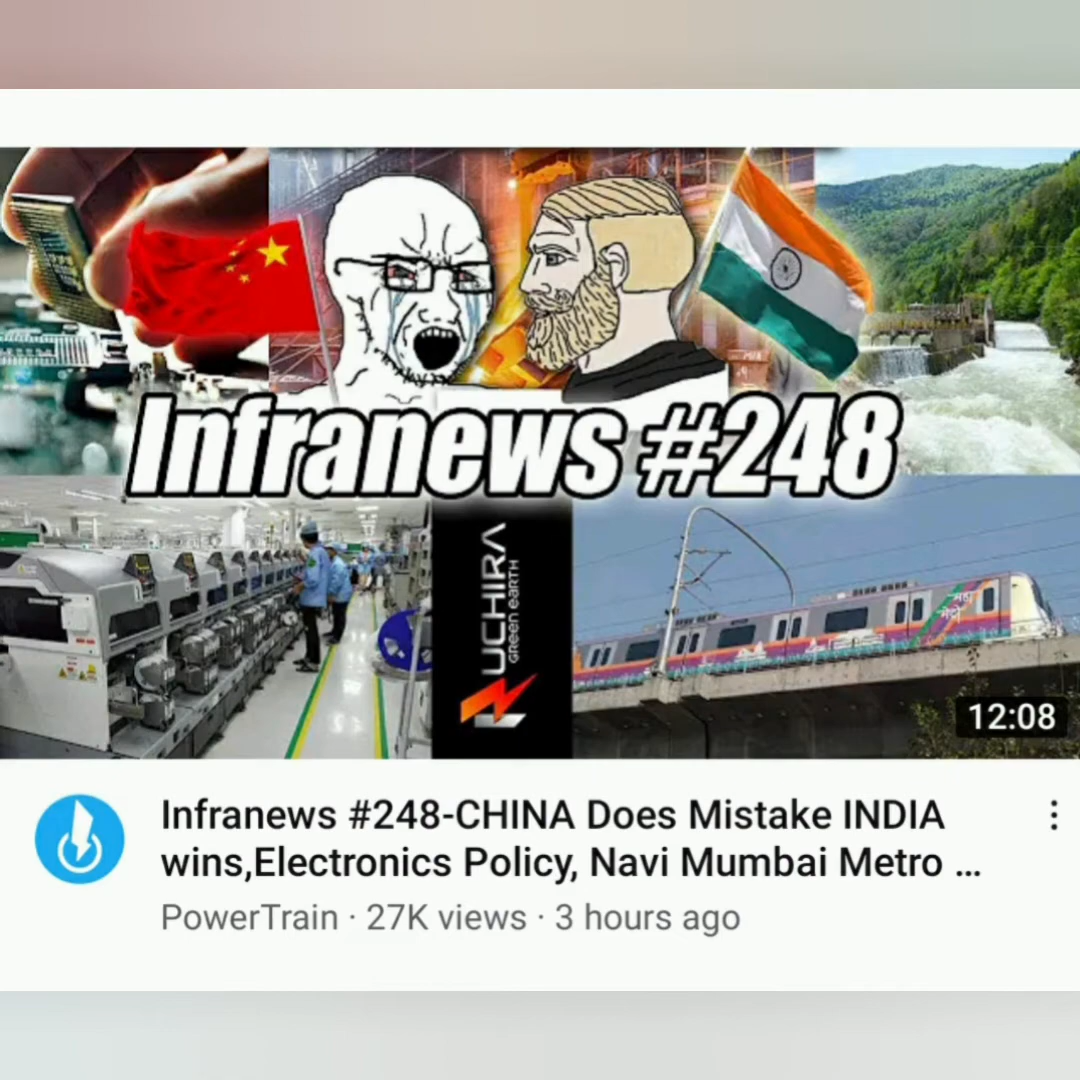 Infranews #248
RUCHIRA
Green earth
12:08
Infranews #248-CHINA Does Mistake INDIA
wins,Electronics Policy, Navi Mumbai Metro ...
PowerTrain · 27K views · 3 hours ago